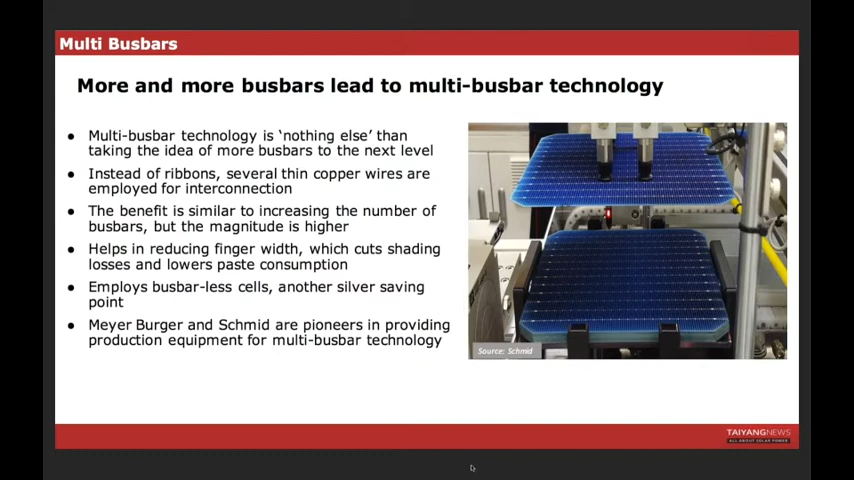 Multi Busbars
More and more busbars lead to multi-busbar technology
● Multi-busbar technology is ‘nothing else’ than
taking the idea of more busbars to the next level
● Instead of ribbons, several thin copper wires are
employed for interconnection
● The benefit is similar to increasing the number of
busbars, but the magnitude is higher
● Helps in reducing finger width, which cuts shading
losses and lowers paste consumption
● Employs busbar-less cells, another silver saving
point
● Meyer Burger and Schmid are pioneers in providing
production equipment for multi-busbar technology
Source: Schmid
TAIYANGNEWS
ALL ABOUT SOLAR POWER